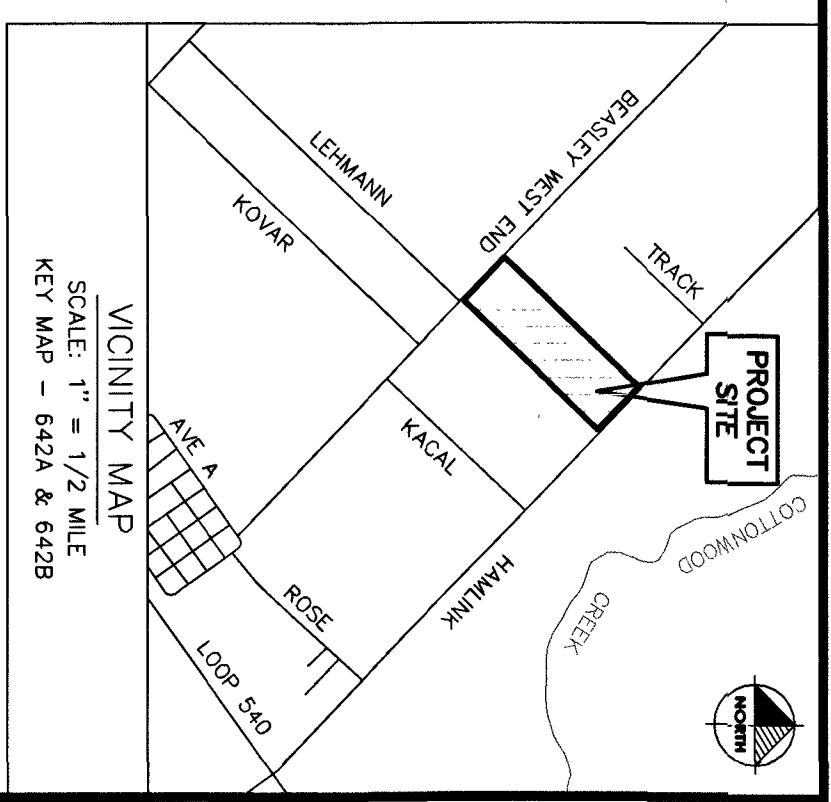 BEASLEY WEST END
TRACK
LEHMANN
KOVAR
PROJECT
SITE
KACAL
COTTONWOOD
CREEK
HAMLINK
AVE A
ROSE
LOOP 540
NORTH
VICINITY MAP
SCALE: 1" = 1/2 MILE
KEY MAP - 642A & 642B